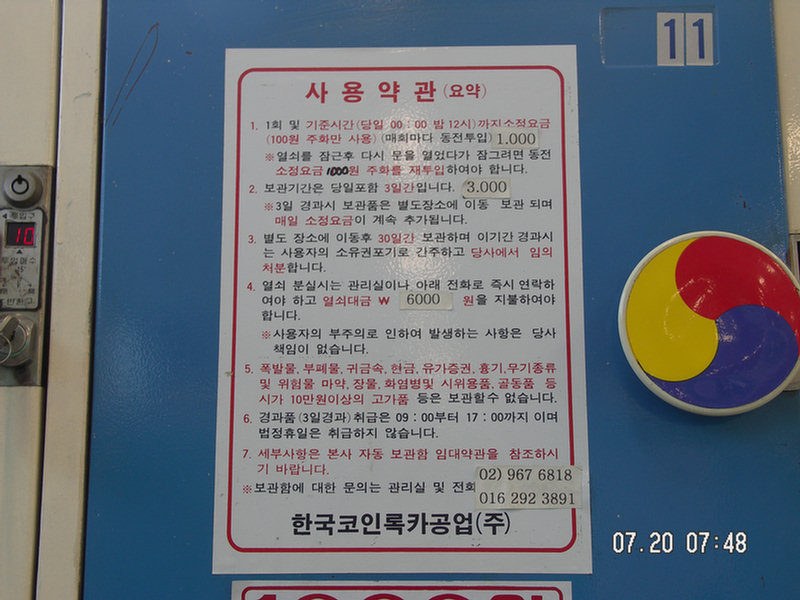 11
사용약관(요약)
1. 1회 및 기준시간(당일 00:00 밤 12시)까지소정요금
(100원 주화만 사용) (매회마다 동전투입) 1.000
※열쇠를 잠근후 다시 문을 열었다가 잠그려면 동전
소정요금 1000원 주화를 재투입하여야 합니다.
2. 보관기간은 당일포함 3일간입니다. 3.000
※3일 경과시 보관품은 별도장소에 이동 보관 되며
매일 소정요금이 계속 추가됩니다.
3. 별도 장소에 이동후 30일간 보관하며 이기간 경과시
는 사용자의 소유권포기로 간주하고 당사에서 임의
처분합니다.
4. 열쇠 분실시는 관리실이나 아래 전화로 즉시 연락하
여야 하고 열쇠대금 ₩ 6000 원을 지불하여야
합니다.
※사용자의 부주의로 인하여 발생하는 사항은 당사
책임이 없습니다.
5. 폭발물, 부폐물, 귀금속, 현금, 유가증권, 흉기,무기종류
및 위험물 마약, 장물, 화염병및 시위용품, 골동품 등
시가 10만원이상의 고가품 등은 보관할수 없습니다.
6. 경과품(3일경과) 취급은 09:00부터 17:00까지 이며
법정휴일은 취급하지 않습니다.
7. 세부사항은 본사 자동 보관함 임대약관을 참조하시
기 바랍니다.
※보관함에 대한 문의는 관리실 및 전화
02) 967 6818
016 292 3891
한국코인록카공업(주)
투입구
10
07.20 07:48